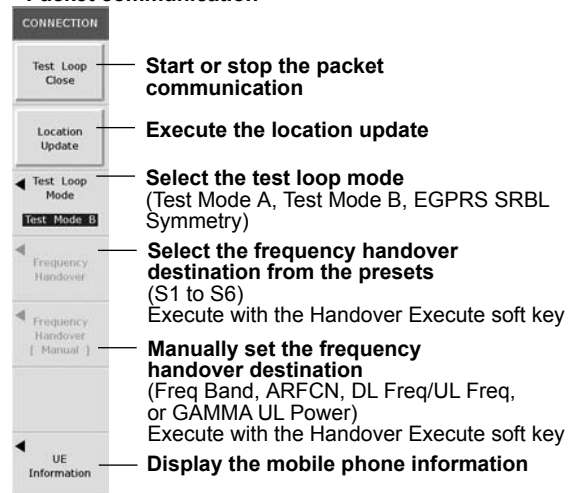 Packet communication
CONNECTION
Test Loop
Close
Start or stop the packet
communication
Location
Update
Execute the location update
Test Loop
Mode
Test Mode B
Select the test loop mode
(Test Mode A, Test Mode B, EGPRS SRBL
Symmetry)
Frequency
Handover
Select the frequency handover
destination from the presets
(S1 to S6)
Execute with the Handover Execute soft key
Frequency
Handover
[ Manual ]
Manually set the frequency
handover destination
(Freq Band, ARFCN, DL Freq/UL Freq,
or GAMMA UL Power)
Execute with the Handover Execute soft key
UE
Information
Display the mobile phone information